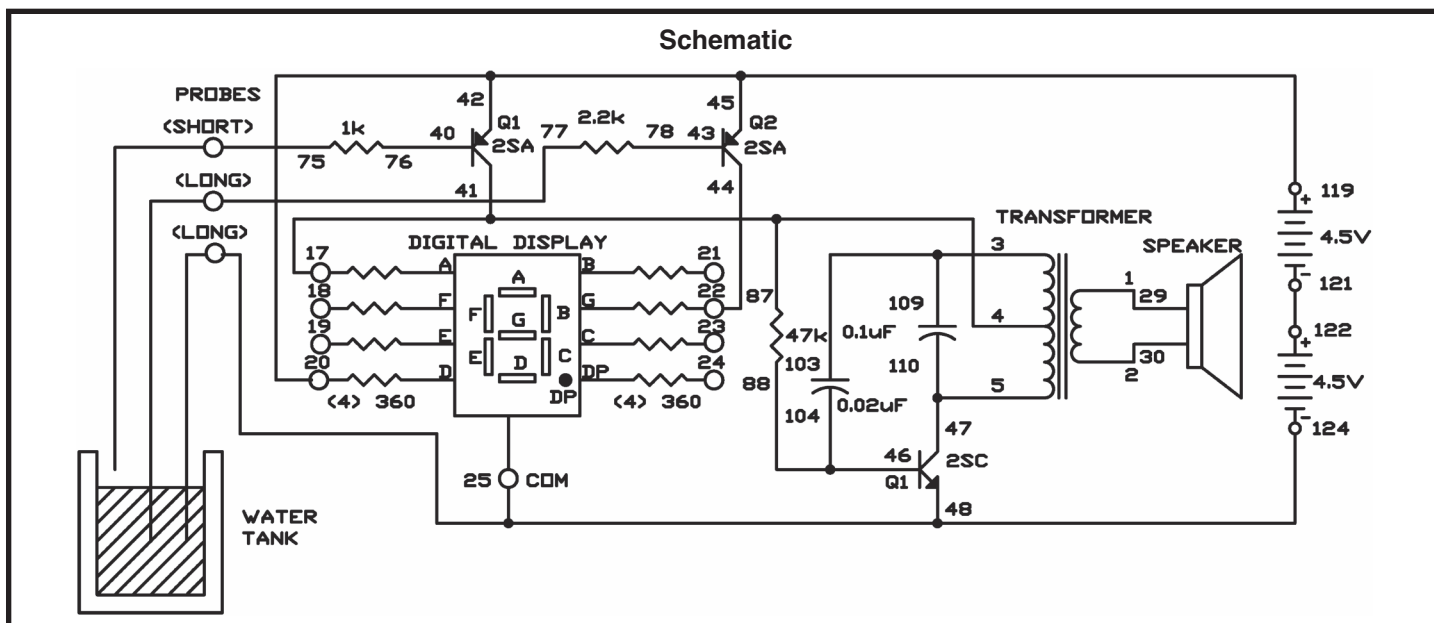 Schematic
PROBES
(SHORT)
(LONG)
(LONG)
75
1k
76
40
42
Q1
2SA
41
77
2.2k
78
43
45
Q2
2SA
44
119
+
4.5V
-
121
122
+
4.5V
-
124
DIGITAL DISPLAY
17
18
19
20
A
F
E
D
(4) 360
A
F
B
G
E
C
D
DP
B
G
C
DP
(4) 360
21
22
23
24
25
COM
87
47k
88
103
0.02uF
104
109
0.1uF
110
46
47
2SC
Q1
48
TRANSFORMER
3
4
5
1
2
SPEAKER
29
30
WATER
TANK